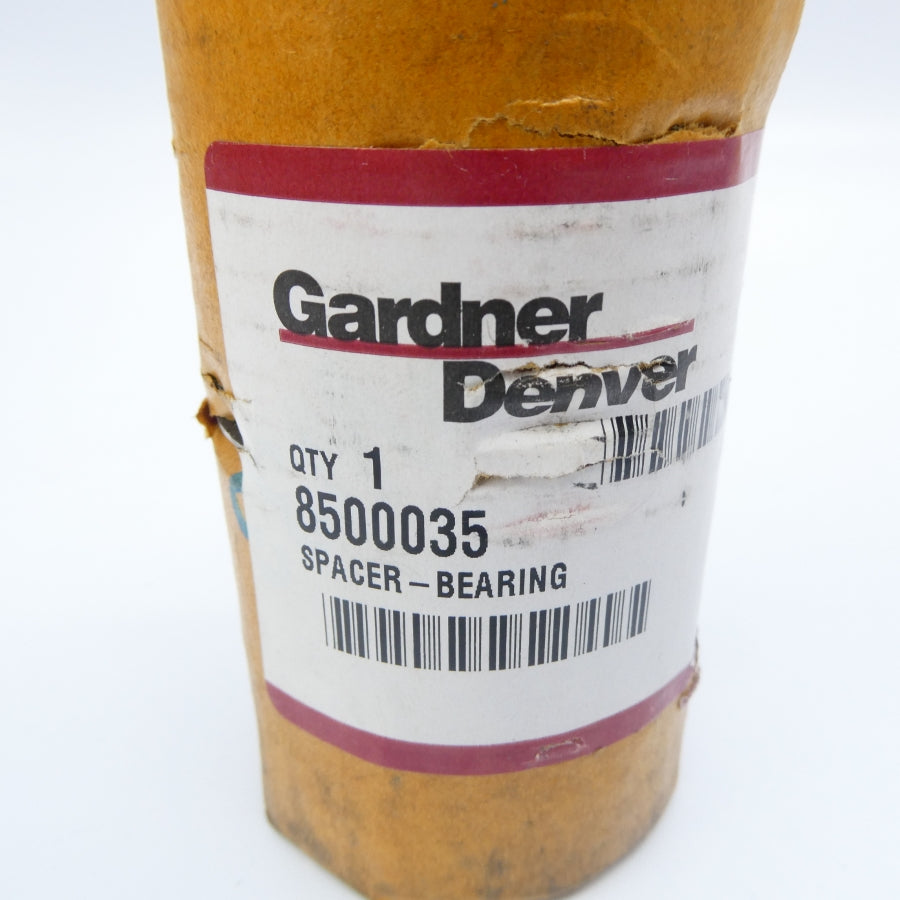 Gardner
Denver
QTY 1
8500035
SPACER-BEARING